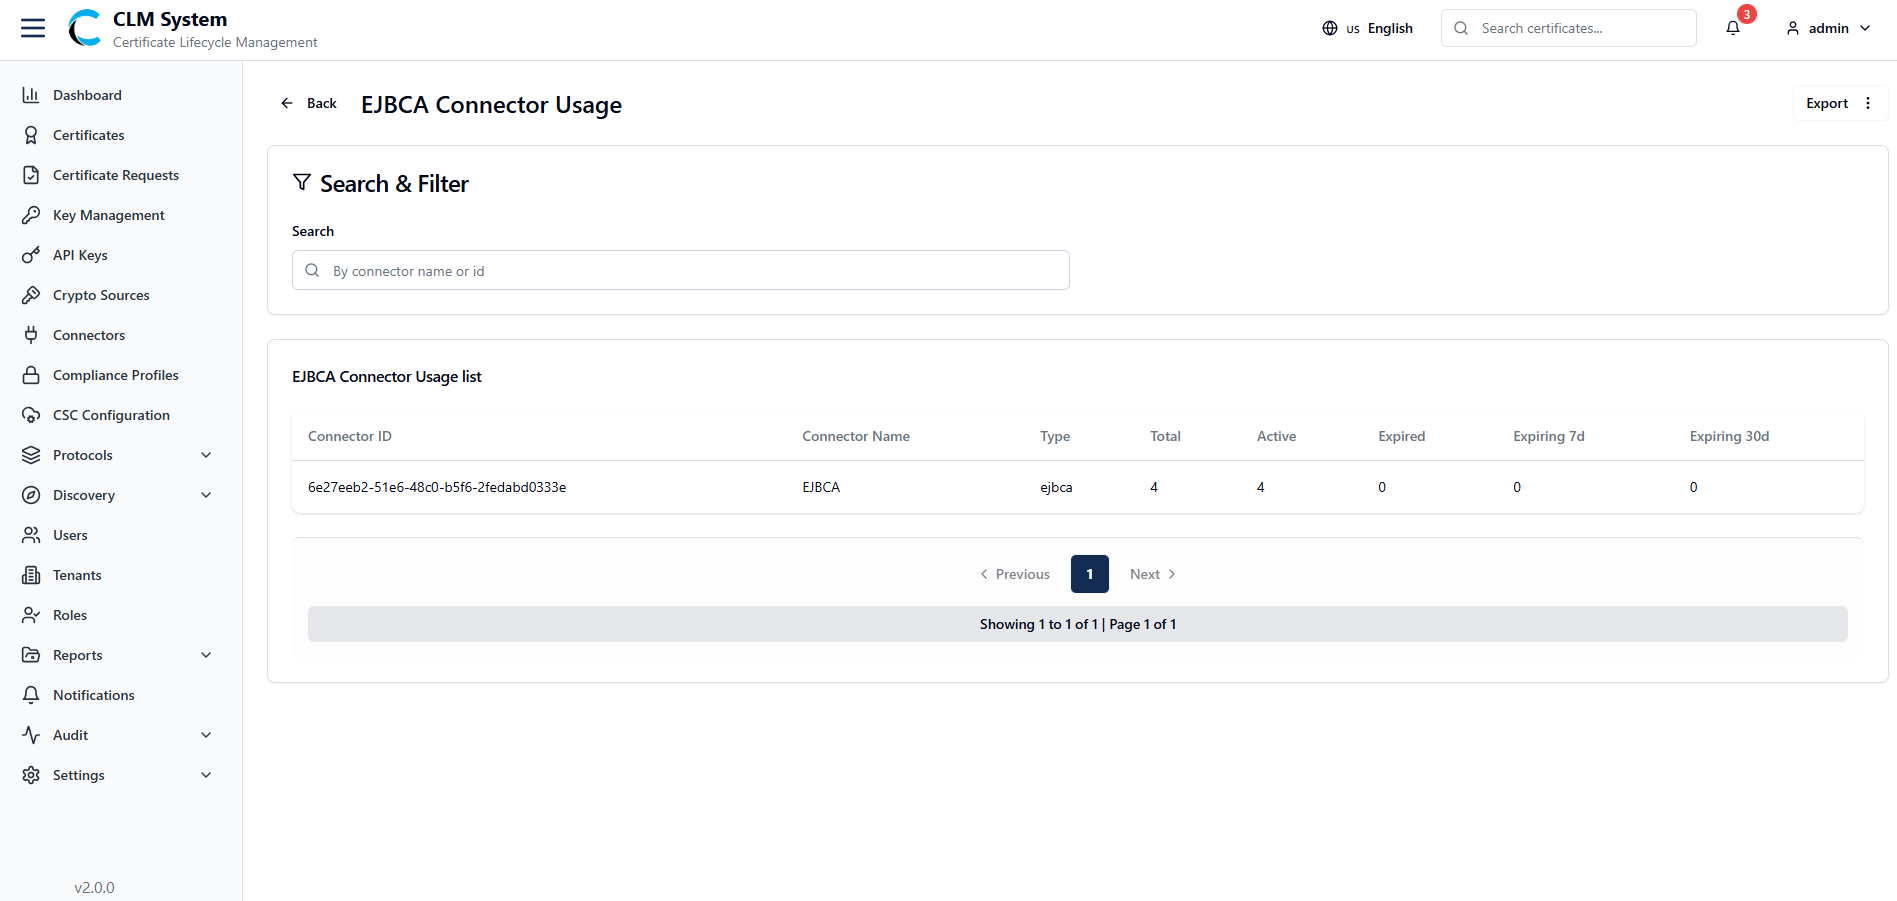 CLM System
Certificate Lifecycle Management
us English
Search certificates...
3
admin
Dashboard
Certificates
Certificate Requests
Key Management
API Keys
Crypto Sources
Connectors
Compliance Profiles
CSC Configuration
Protocols
Discovery
Users
Tenants
Roles
Reports
Notifications
Audit
Settings
v2.0.0
Back
EJBCA Connector Usage
Export
Search & Filter
Search
By connector name or id
EJBCA Connector Usage list
Connector ID Connector Name Type Total Active Expired Expiring 7d Expiring 30d
6e27eeb2-51e6-48c0-b5f6-2fedabd0333e EJBCA ejbca 4 4 0 0 0
Previous 1 Next
Showing 1 to 1 of 1 | Page 1 of 1